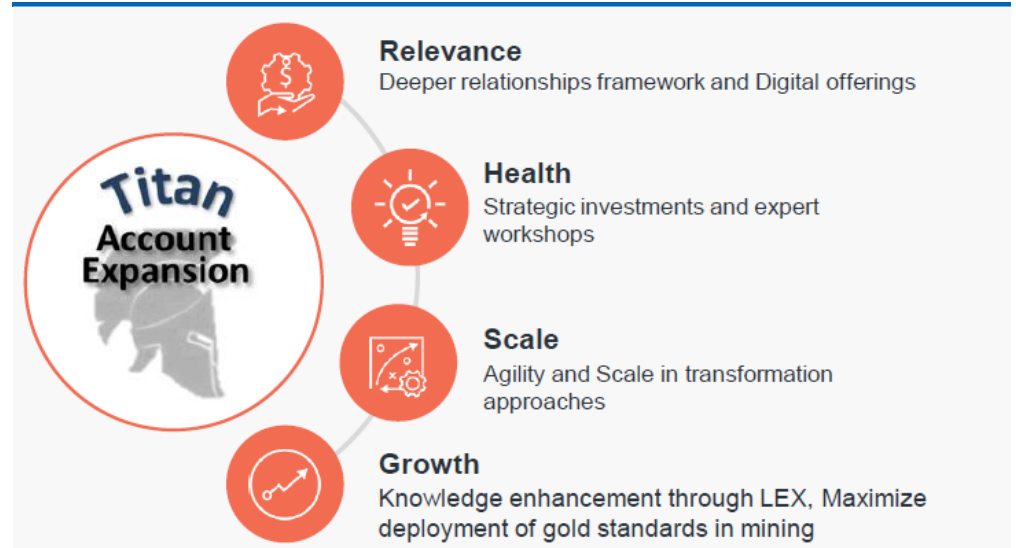 Titan
Account
Expansion
Relevance
Deeper relationships framework and Digital offerings
Health
Strategic investments and expert
workshops
Scale
Agility and Scale in transformation
approaches
Growth
Knowledge enhancement through LEX, Maximize
deployment of gold standards in mining